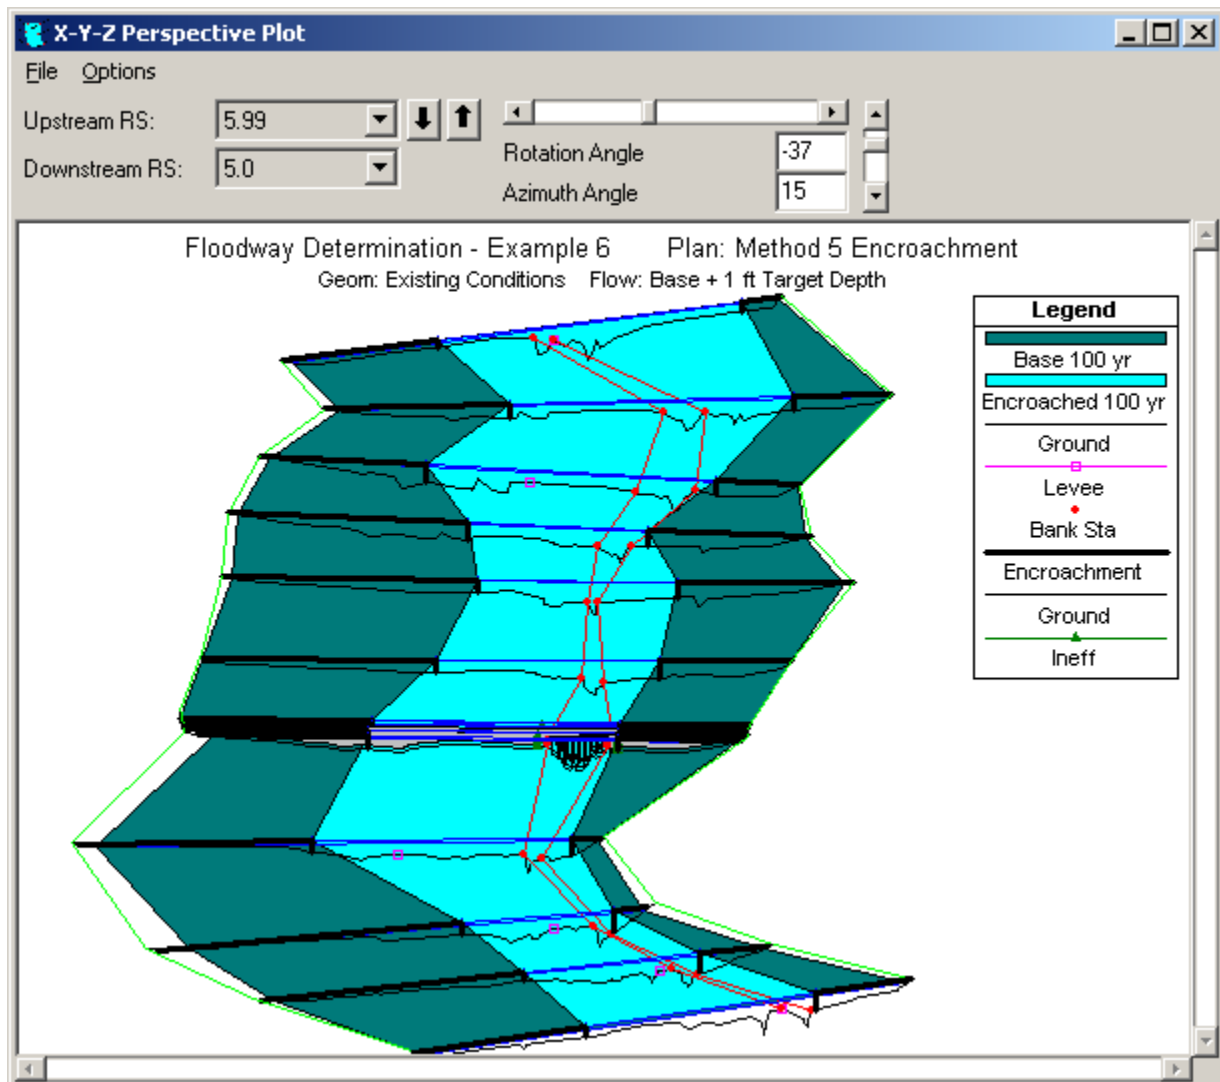 X-Y-Z Perspective Plot
File Options
Upstream RS: 5.99
Downstream RS: 5.0
Rotation Angle -37
Azimuth Angle 15
Floodway Determination - Example 6 Plan: Method 5 Encroachment
Geom: Existing Conditions Flow: Base + 1 ft Target Depth
Legend
Base 100 yr
Encroached 100 yr
Ground
Levee
Bank Sta
Encroachment
Ground
Ineff